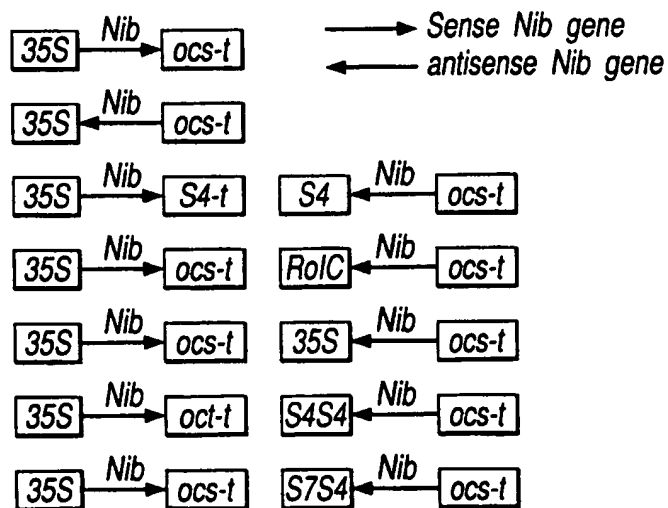 35S Nib ocs-t
Sense Nib gene
antisense Nib gene
35S Nib ocs-t
35S Nib S4-t S4 Nib ocs-t
35S Nib ocs-t RolC Nib ocs-t
35S Nib ocs-t 35S Nib ocs-t
35S Nib oct-t S4S4 Nib ocs-t
35S Nib ocs-t S7S4 Nib ocs-t